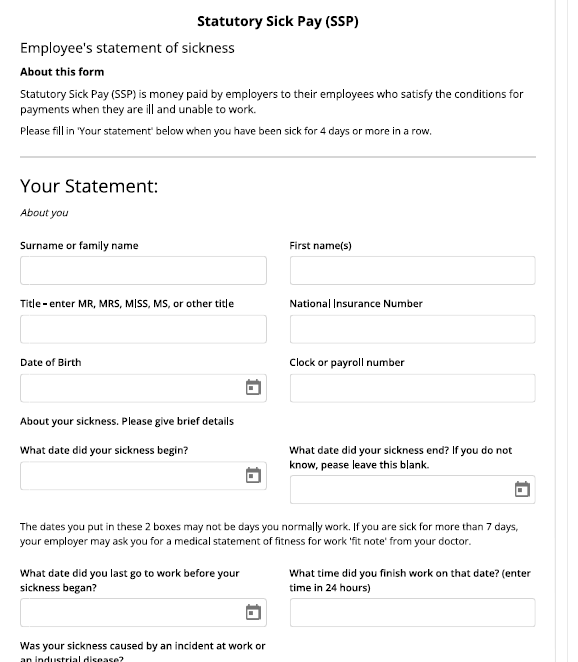 Statutory Sick Pay (SSP)
Employee's statement of sickness
About this form
Statutory Sick Pay (SSP) is money paid by employers to their employees who satisfy the conditions for
payments when they are ill and unable to work.
Please fill in 'Your statement' below when you have been sick for 4 days or more in a row.
Your Statement:
About you
Surname or family name
First name(s)
Title - enter MR, MRS, MISS, MS, or other title
National Insurance Number
Date of Birth
Clock or payroll number
About your sickness. Please give brief details
What date did your sickness begin?
What date did your sickness end? If you do not
know, pease leave this blank.
The dates you put in these 2 boxes may not be days you normally work. If you are sick for more than 7 days,
your employer may ask you for a medical statement of fitness for work 'fit note' from your doctor.
What date did you last go to work before your
sickness began?
What time did you finish work on that date? (enter
time in 24 hours)
Was your sickness caused by an incident at work or
an industrial disease?